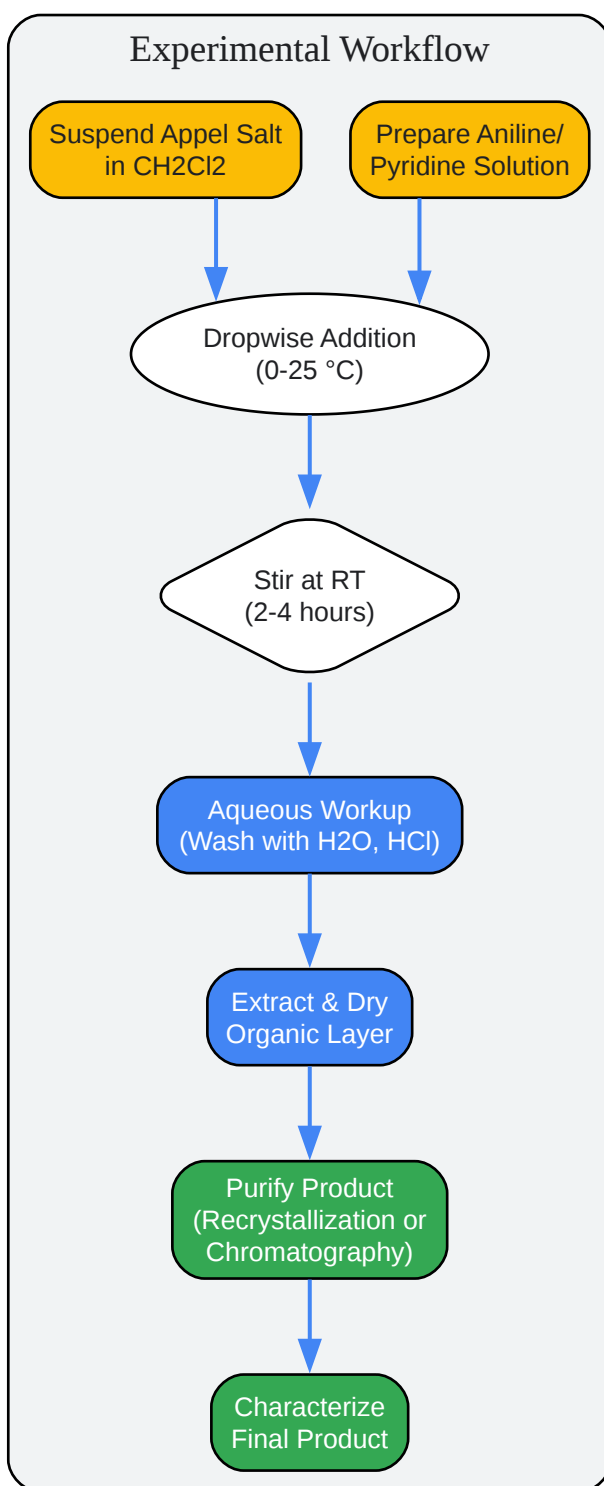 Experimental Workflow
Suspend Appel Salt
in CH2Cl2
Prepare Aniline/
Pyridine Solution
Dropwise Addition
(0-25 °C)
Stir at RT
(2-4 hours)
Aqueous Workup
(Wash with H2O, HCl)
Extract & Dry
Organic Layer
Purify Product
(Recrystallization or
Chromatography)
Characterize
Final Product